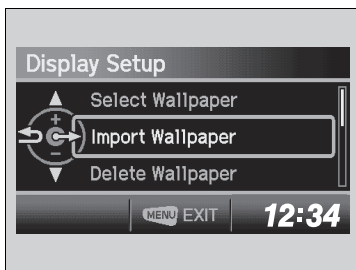 Display Setup
+
Select Wallpaper
Import Wallpaper
−
Delete Wallpaper
MENU EXIT 12:34